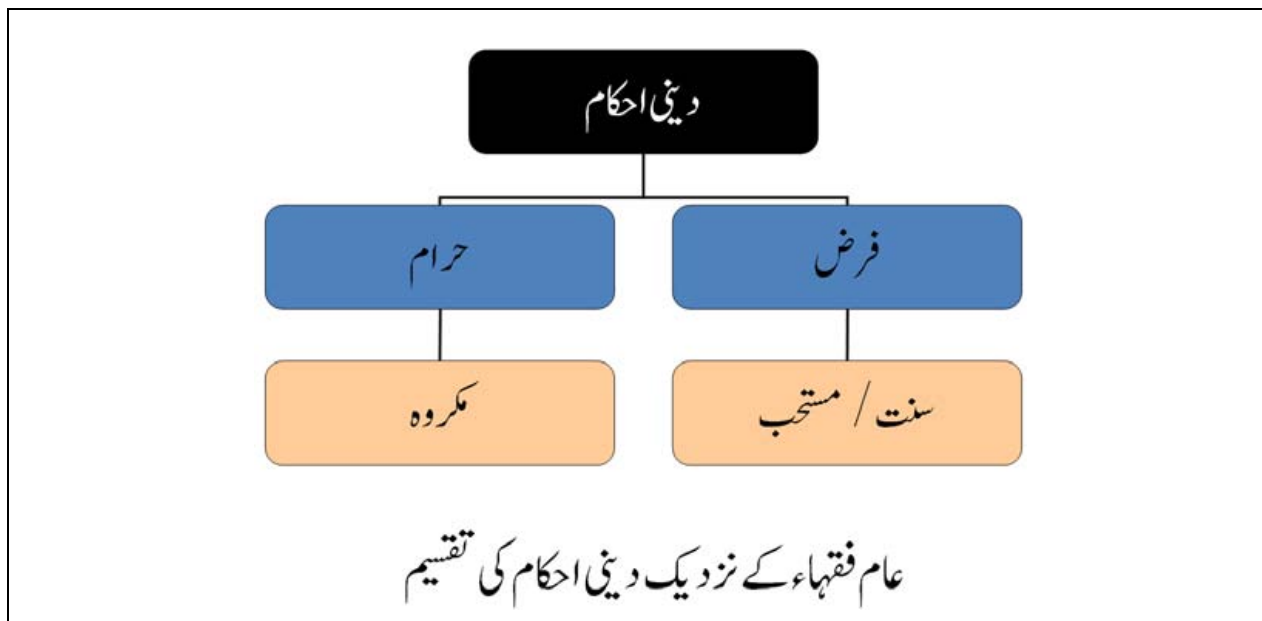 دینی احکام
فرض
حرام
سنت / مستحب
مکروہ
عام فقہاء کے نزدیک دینی احکام کی تقسیم